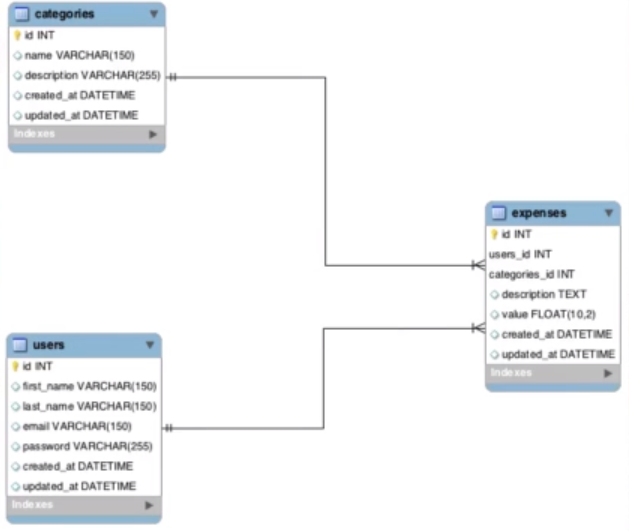 categories
id INT
name VARCHAR(150)
description VARCHAR(255)
created_at DATETIME
updated_at DATETIME
Indexes
expenses
id INT
users_id INT
categories_id INT
description TEXT
value FLOAT(10,2)
created_at DATETIME
updated_at DATETIME
Indexes
users
id INT
first_name VARCHAR(150)
last_name VARCHAR(150)
email VARCHAR(150)
password VARCHAR(255)
created_at DATETIME
updated_at DATETIME
Indexes